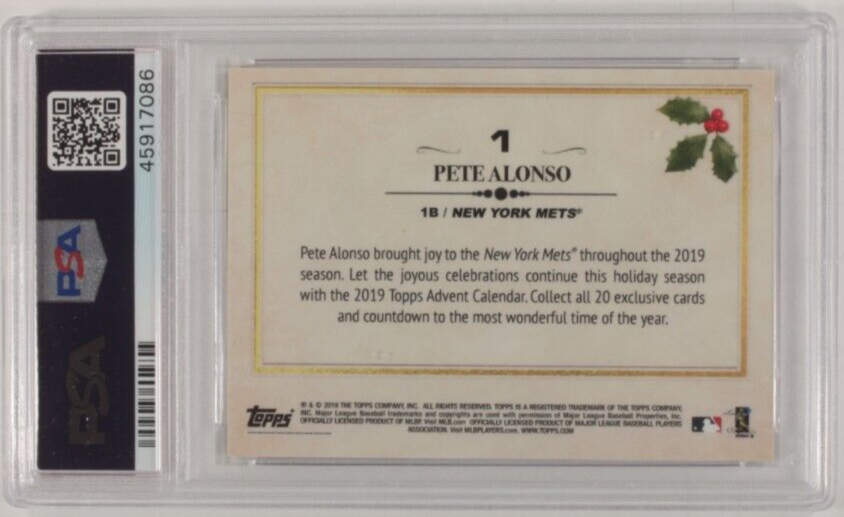 45917086
PSA
PSA
1
PETE ALONSO
1B / NEW YORK METS®
Pete Alonso brought joy to the New York Mets® throughout the 2019
season. Let the joyous celebrations continue this holiday season
with the 2019 Topps Advent Calendar. Collect all 20 exclusive cards
and countdown to the most wonderful time of the year.
topps
® & © 2019 THE TOPPS COMPANY, INC. ALL RIGHTS RESERVED. TOPPS IS A REGISTERED TRADEMARK OF THE TOPPS COMPANY,
INC. Major League Baseball trademarks and copyrights are used with permission of Major League Baseball Properties, Inc.
OFFICIALLY LICENSED PRODUCT OF MLBP. Visit MLB.com OFFICIALLY LICENSED PRODUCT OF MAJOR LEAGUE BASEBALL PLAYERS
ASSOCIATION. Visit MLBPLAYERS.com. WWW.TOPPS.COM